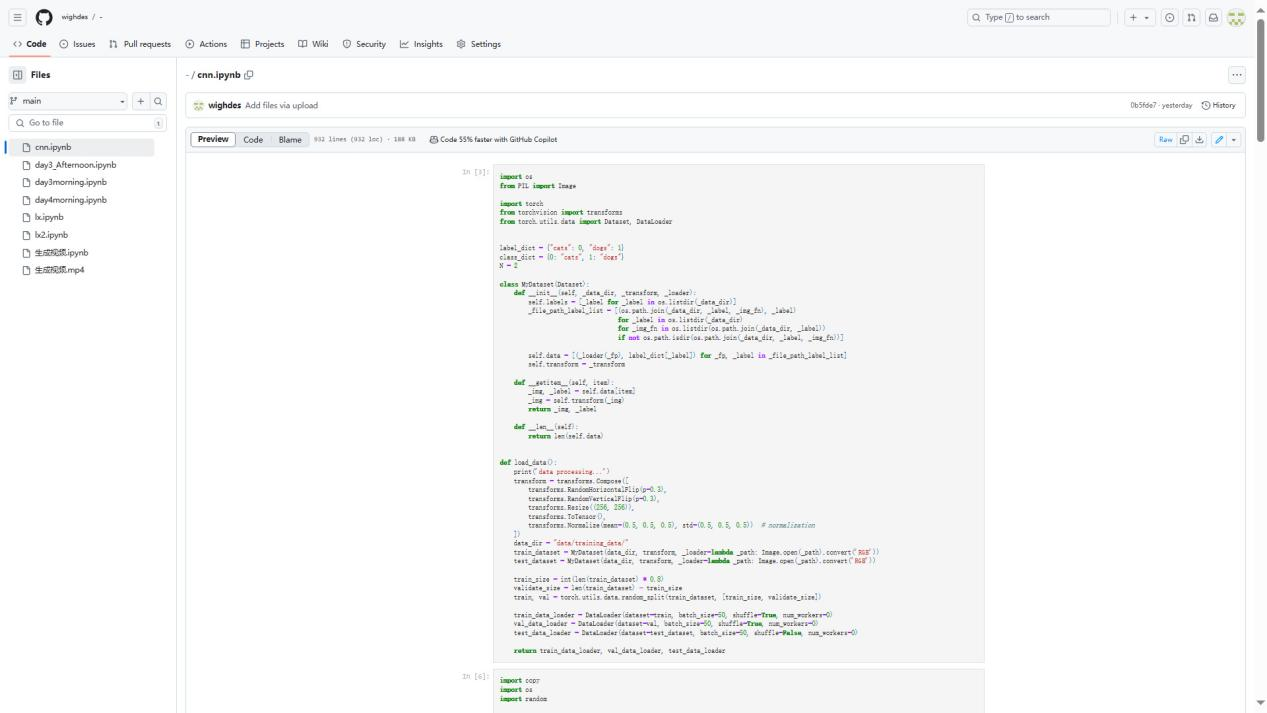 wighdes / -
Type / to search
Code
Issues
Pull requests
Actions
Projects
Wiki
Security
Insights
Settings
Files
main
Go to file
t
cnn.ipynb
day3_Afternoon.ipynb
day3morning.ipynb
day4morning.ipynb
lx.ipynb
lx2.ipynb
生成视频.ipynb
生成视频.mp4
- / cnn.ipynb
wighdes Add files via upload
0b5fde7 · yesterday
History
Preview
Code
Blame
932 lines (932 loc) · 188 KB
Code 55% faster with GitHub Copilot
Raw
In [3]:
import os
from PIL import Image
import torch
from torchvision import transforms
from torch.utils.data import Dataset, DataLoader
label_dict = {"cats": 0, "dogs": 1}
class_dict = {0: "cats", 1: "dogs"}
N = 2
class MyDataset(Dataset):
def __init__(self, _data_dir, _transform, _loader):
self.labels = [_label for _label in os.listdir(_data_dir)]
_file_path_label_list = [(os.path.join(_data_dir, _label, _img_fn), _label)
for _label in os.listdir(_data_dir)
for _img_fn in os.listdir(os.path.join(_data_dir, _label))
if not os.path.isdir(os.path.join(_data_dir, _label, _img_fn))]
self.data = [(_loader(_fp), label_dict[_label]) for _fp, _label in _file_path_label_list]
self.transform = _transform
def __getitem__(self, item):
_img, _label = self.data[item]
_img = self.transform(_img)
return _img, _label
def __len__(self):
return len(self.data)
def load_data():
print("data processing...")
transform = transforms.Compose([
transforms.RandomHorizontalFlip(p=0.3),
transforms.RandomVerticalFlip(p=0.3),
transforms.Resize((256, 256)),
transforms.ToTensor(),
transforms.Normalize(mean=(0.5, 0.5, 0.5), std=(0.5, 0.5, 0.5)) # normalization
])
data_dir = "data/training_data/"
train_dataset = MyDataset(data_dir, transform, _loader=lambda _path: Image.open(_path).convert('RGB'))
test_dataset = MyDataset(data_dir, transform, _loader=lambda _path: Image.open(_path).convert('RGB'))
train_size = int(len(train_dataset) * 0.8)
validate_size = len(train_dataset) - train_size
train, val = torch.utils.data.random_split(train_dataset, [train_size, validate_size])
train_data_loader = DataLoader(dataset=train, batch_size=50, shuffle=True, num_workers=0)
val_data_loader = DataLoader(dataset=val, batch_size=50, shuffle=True, num_workers=0)
test_data_loader = DataLoader(dataset=test_dataset, batch_size=50, shuffle=False, num_workers=0)
return train_data_loader, val_data_loader, test_data_loader
In [6]:
import copy
import os
import random